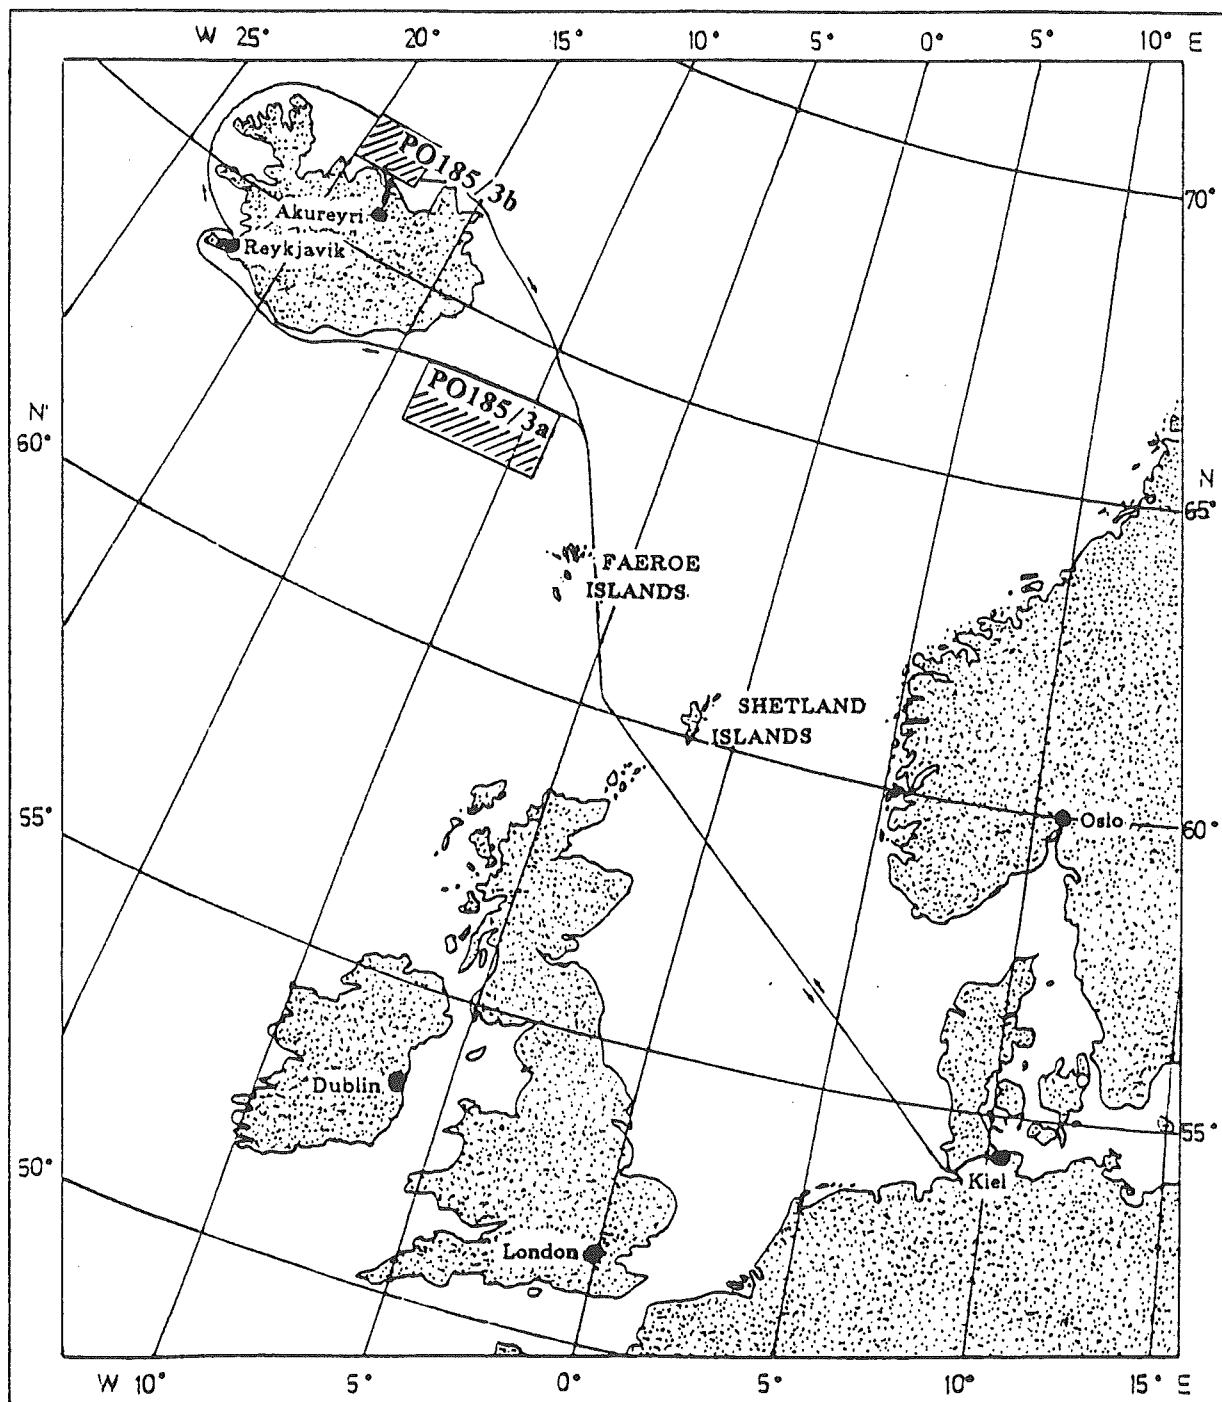 W 25° 20° 15° 10° 5° 0° 5° 10° E
PO185/3b
70°
Akureyri
Reykjavik
PO185/3a
N'
60°
N
65°
FAEROE
ISLANDS
SHETLAND
ISLANDS
55°
Oslo
60°
Dublin
55°
50°
Kiel
London
W 10° 5° 0° 5° 10° 15° E